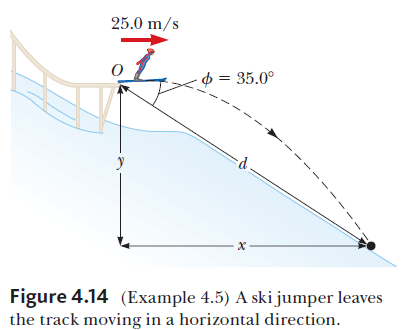 25.0 m/s
O
ϕ = 35.0°
y
d
x
Figure 4.14 (Example 4.5) A ski jumper leaves
the track moving in a horizontal direction.